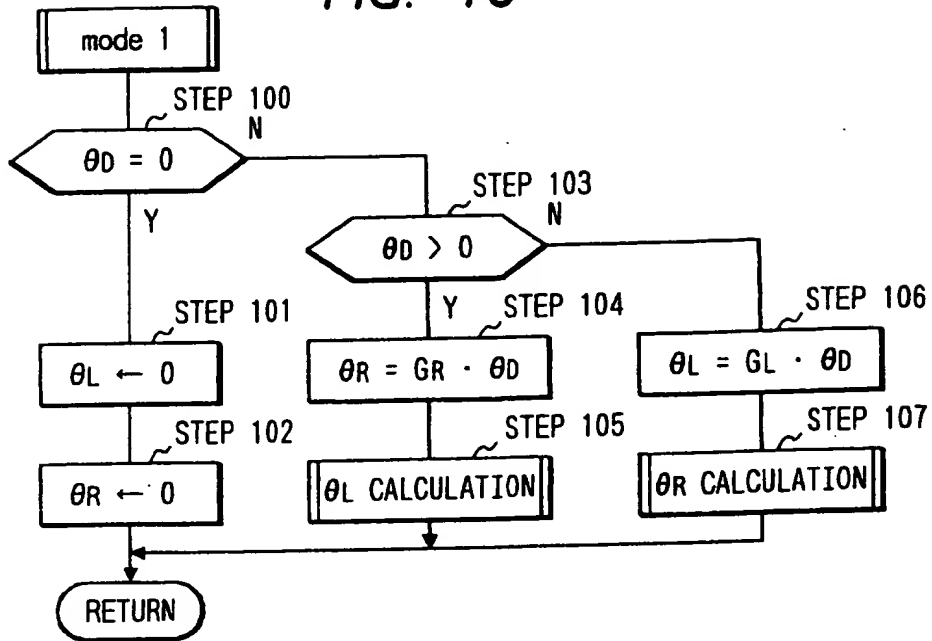 mode 1
STEP 100
θD = 0
N
Y
STEP 103
θD > 0
N
Y
STEP 101
θL ← 0
STEP 104
θR = GR · θD
STEP 106
θL = GL · θD
STEP 102
θR ← 0
STEP 105
θL CALCULATION
STEP 107
θR CALCULATION
RETURN